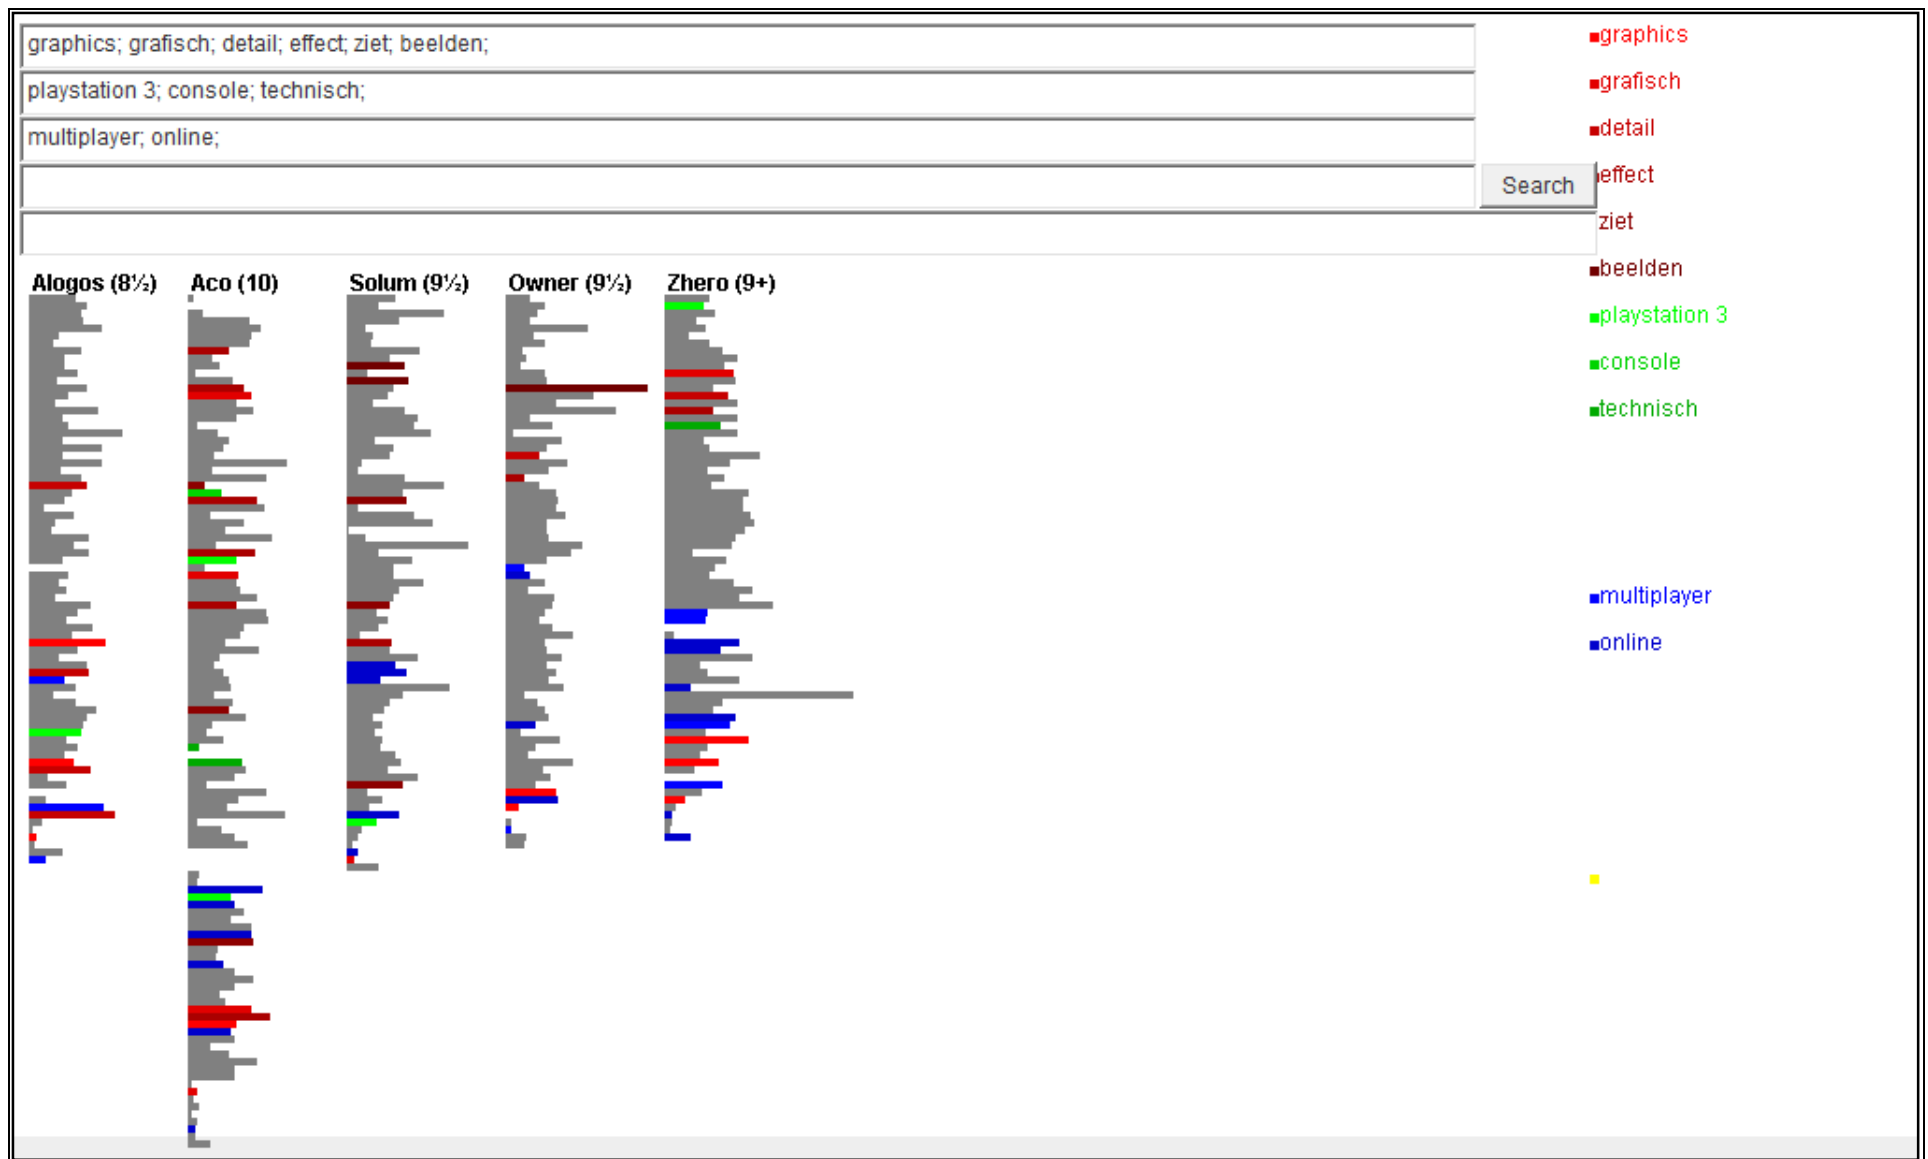 graphics; grafisch; detail; effect; ziet; beelden;
playstation 3; console; technisch;
multiplayer; online;
Search
graphics
grafisch
detail
effect
ziet
beelden
playstation 3
console
technisch
multiplayer
online
Alogos (8½) Aco (10) Solum (9½) Owner (9½) Zhero (9+)